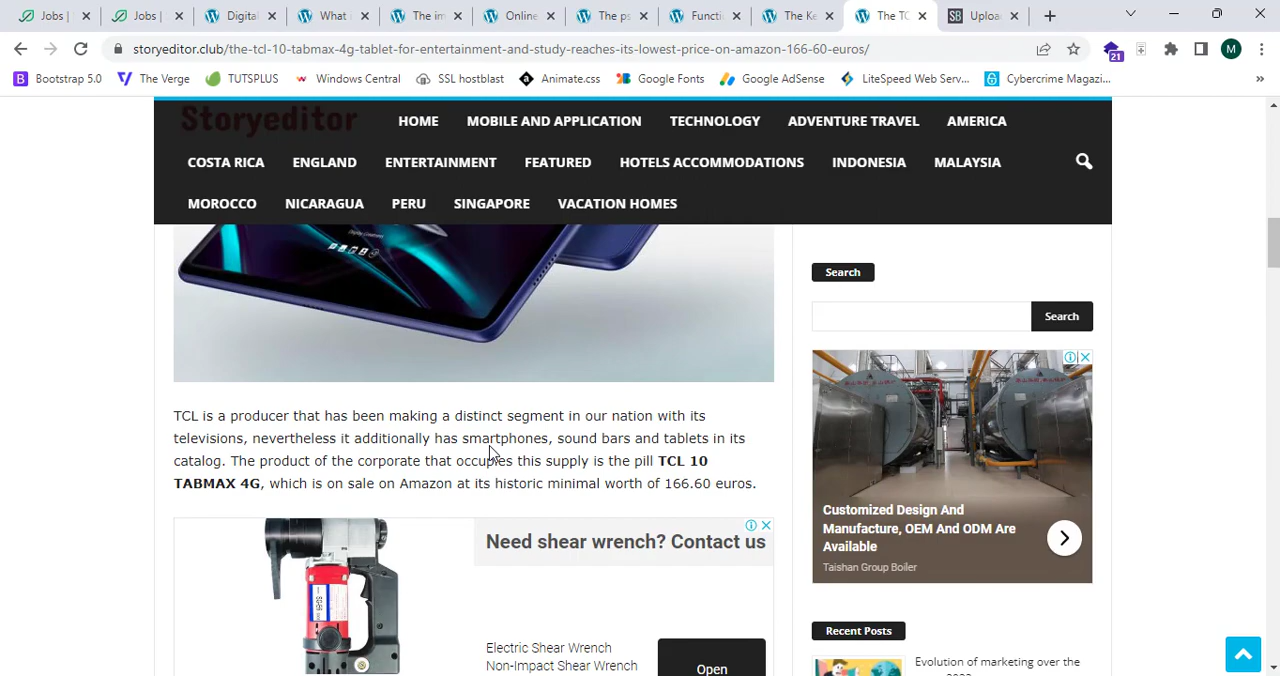 Jobs
Jobs |
Digital
What
The im
Online
The ps
Functi
The Ke
The TC
Uploa
storyeditor.club/the-tcl-10-tabmax-4g-tablet-for-entertainment-and-study-reaches-its-lowest-price-on-amazon-166-60-euros/
21
M
Bootstrap 5.0
The Verge
TUTSPLUS
Windows Central
SSL hostblast
Animate.css
Google Fonts
Google AdSense
LiteSpeed Web Serv...
Cybercrime Magazi...
»
Storyeditor
HOME
MOBILE AND APPLICATION
TECHNOLOGY
ADVENTURE TRAVEL
AMERICA
COSTA RICA
ENGLAND
ENTERTAINMENT
FEATURED
HOTELS ACCOMMODATIONS
INDONESIA
MALAYSIA
MOROCCO
NICARAGUA
PERU
SINGAPORE
VACATION HOMES
TCL is a producer that has been making a distinct segment in our nation with its
televisions, nevertheless it additionally has smartphones, sound bars and tablets in its
catalog. The product of the corporate that occupies this supply is the pill TCL 10
TABMAX 4G, which is on sale on Amazon at its historic minimal worth of 166.60 euros.
Need shear wrench? Contact us
Electric Shear Wrench
Non-Impact Shear Wrench
Open
Search
Search
Customized Design And
Manufacture, OEM And ODM Are
Available
Taishan Group Boiler
Recent Posts
Evolution of marketing over the